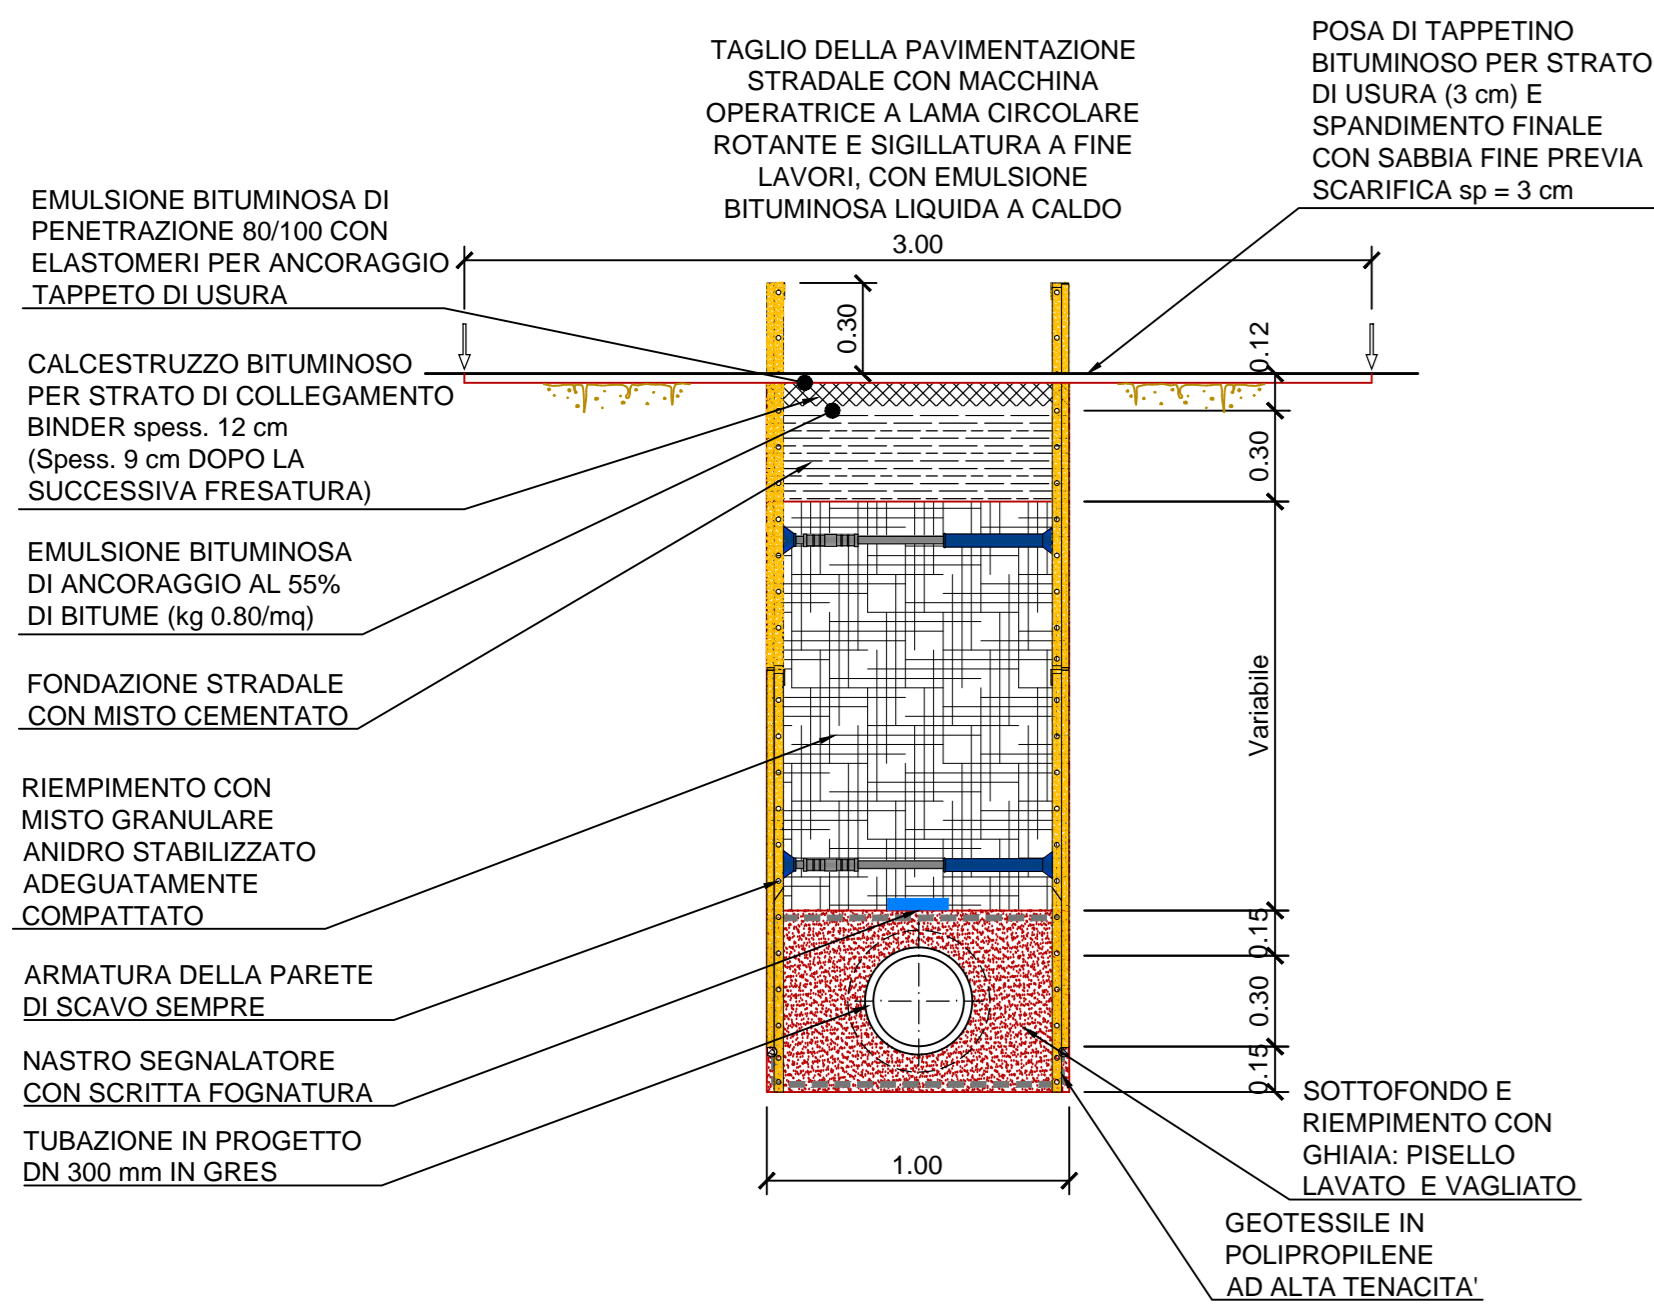 TAGLIO DELLA PAVIMENTAZIONE
STRADALE CON MACCHINA
OPERATRICE A LAMA CIRCOLARE
ROTANTE E SIGILLATURA A FINE
LAVORI, CON EMULSIONE
BITUMINOSA LIQUIDA A CALDO
3.00
POSA DI TAPPETINO
BITUMINOSO PER STRATO
DI USURA (3 cm) E
SPANDIMENTO FINALE
CON SABBIA FINE PREVIA
SCARIFICA sp = 3 cm
EMULSIONE BITUMINOSA DI
PENETRAZIONE 80/100 CON
ELASTOMERI PER ANCORAGGIO
TAPPETO DI USURA
CALCESTRUZZO BITUMINOSO
PER STRATO DI COLLEGAMENTO
BINDER spess. 12 cm
(Spess. 9 cm DOPO LA
SUCCESSIVA FRESATURA)
EMULSIONE BITUMINOSA
DI ANCORAGGIO AL 55%
DI BITUME (kg 0.80/mq)
FONDAZIONE STRADALE
CON MISTO CEMENTATO
RIEMPIMENTO CON
MISTO GRANULARE
ANIDRO STABILIZZATO
ADEGUATAMENTE
COMPATTATO
ARMATURA DELLA PARETE
DI SCAVO SEMPRE
NASTRO SEGNALATORE
CON SCRITTA FOGNATURA
TUBAZIONE IN PROGETTO
DN 300 mm IN GRES
0.30
0.12
0.30
Variabile
0.15
0.30
0.15
1.00
SOTTOFONDO E
RIEMPIMENTO CON
GHIAIA: PISELLO
LAVATO E VAGLIATO
GEOTESSILE IN
POLIPROPILENE
AD ALTA TENACITA'